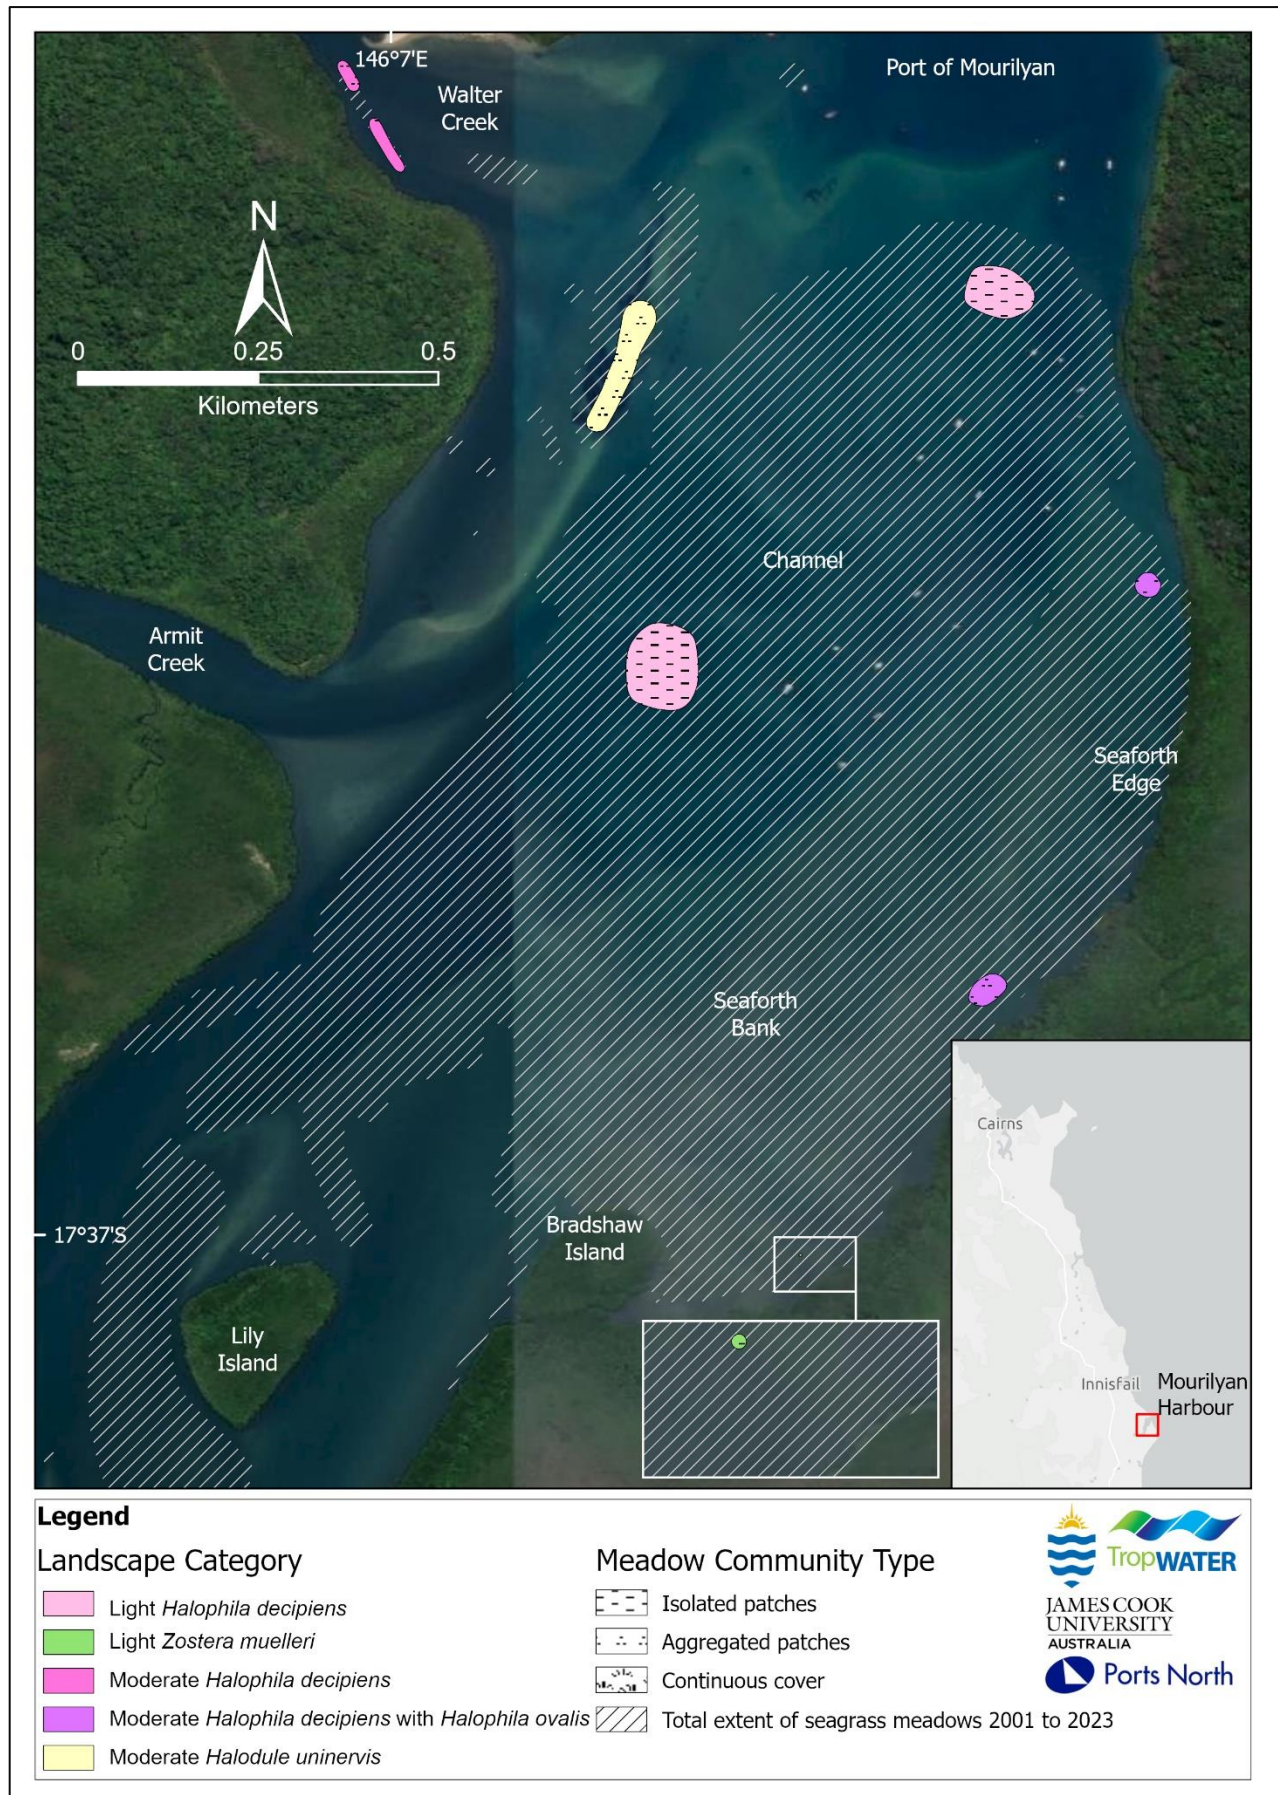 146°7'E
Port of Mourilyan
Walter
Creek
N
0
0.25
0.5
Kilometers
Channel
Armit
Creek
Seaforth
Edge
Seaforth
Bank
Cairns
17°37'S
Bradshaw
Island
Lily
Island
Innisfail
Mourilyan
Harbour
Legend
Landscape Category
Light Halophila decipiens
Light Zostera muelleri
Moderate Halophila decipiens
Moderate Halophila decipiens with Halophila ovalis
Moderate Halodule uninervis
Meadow Community Type
Isolated patches
Aggregated patches
Continuous cover
Total extent of seagrass meadows 2001 to 2023
TropWATER
JAMES COOK
UNIVERSITY
AUSTRALIA
Ports North